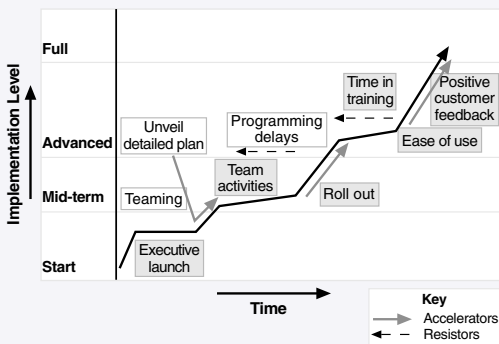 Full
Advanced
Mid-term
Start
Implementation Level
Time
Unveil
detailed plan
Teaming
Executive
launch
Team
activities
Programming
delays
Roll out
Time in
training
Ease of use
Positive
customer
feedback
Key
Accelerators
Resistors